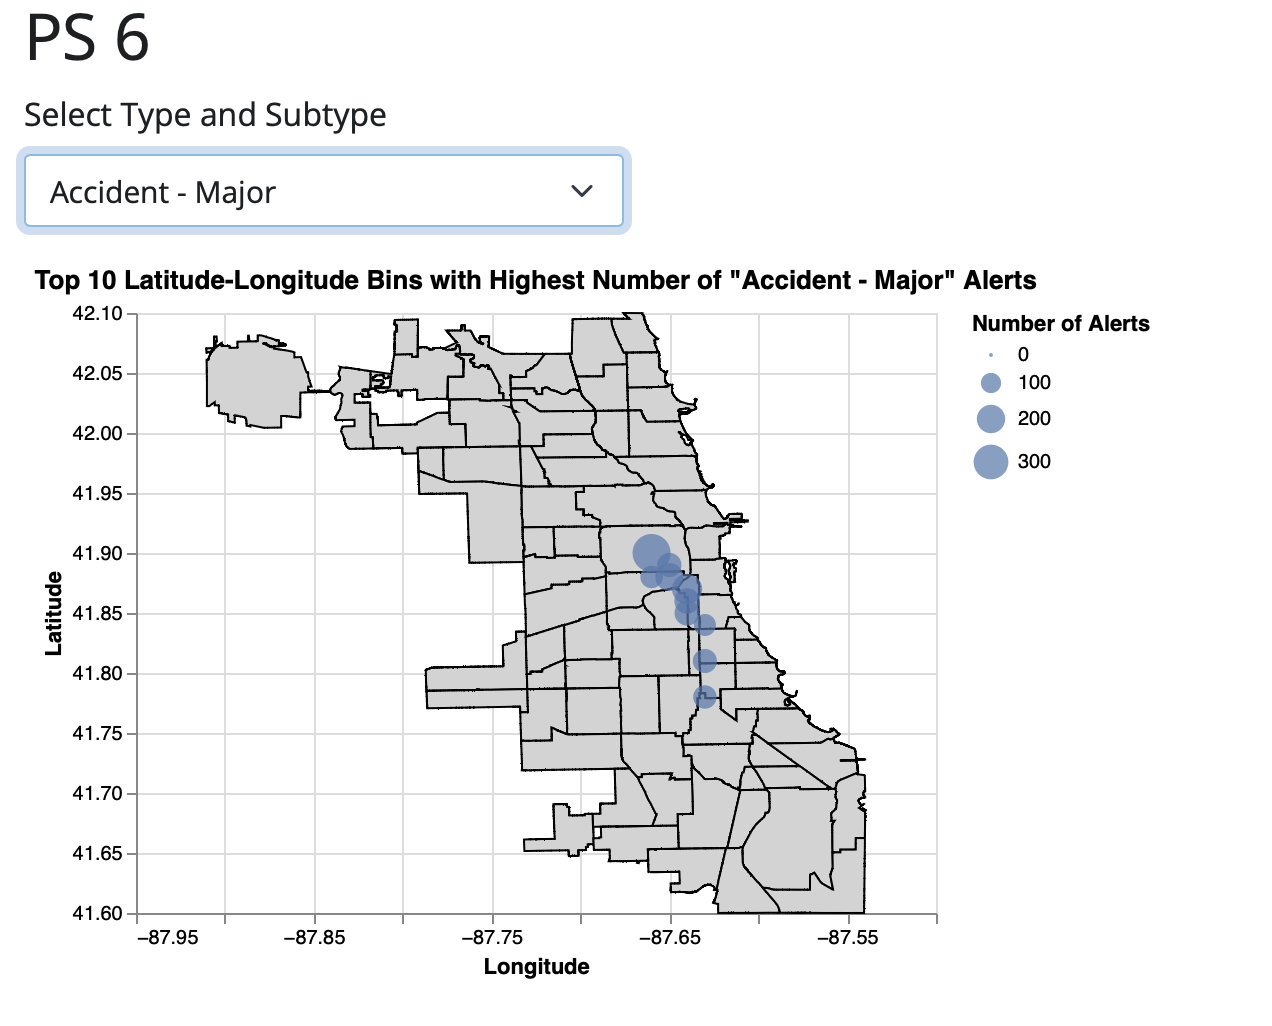 PS 6
Select Type and Subtype
Accident - Major
Top 10 Latitude-Longitude Bins with Highest Number of "Accident - Major" Alerts
Number of Alerts
0
100
200
300
42.10
42.05
42.00
41.95
41.90
41.85
41.80
41.75
41.70
41.65
41.60
Latitude
−87.95 −87.85 −87.75 −87.65 −87.55
Longitude